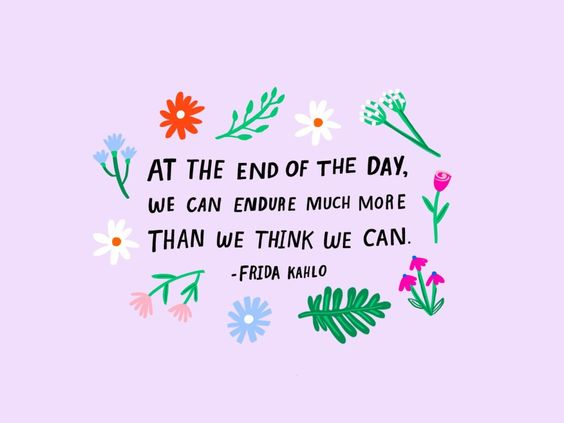 AT THE END OF THE DAY,
WE CAN ENDURE MUCH MORE
THAN WE THINK WE CAN.
-FRIDA KAHLO